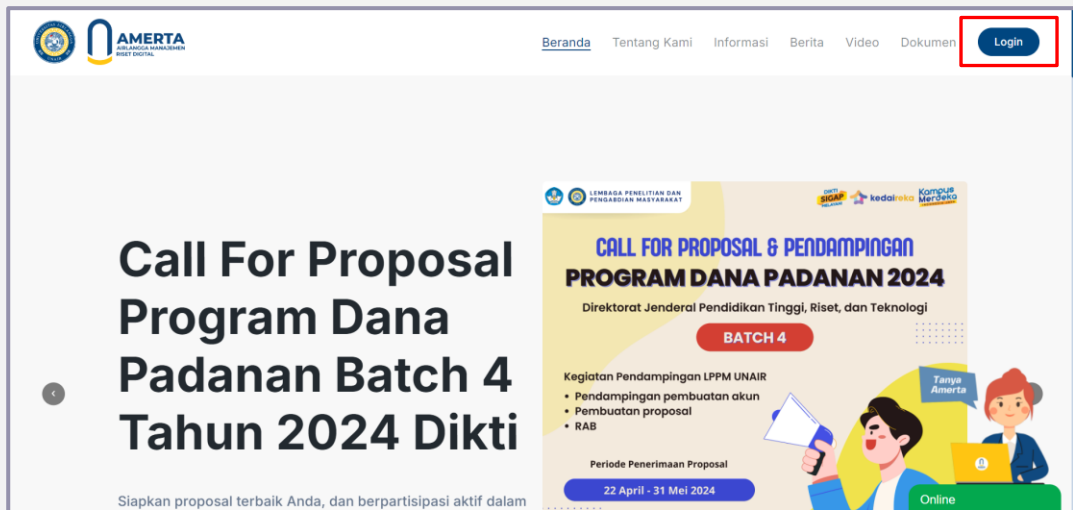 AMERTA
AIRLANGGA MANAJEMEN
RISET DIGITAL
Beranda Tentang Kami Informasi Berita Video Dokumen Login
Call For Proposal
Program Dana
Padanan Batch 4
Tahun 2024 Dikti
Siapkan proposal terbaik Anda, dan berpartisipasi aktif dalam
LEMBAGA PENELITIAN DAN
PENGABDIAN MASYARAKAT
DIKTI
SIGAP
MELAYANI
kedaireka
Kampus
Merdeka
CALL FOR PROPOSAL & PENDAMPINGAN
PROGRAM DANA PADANAN 2024
Direktorat Jenderal Pendidikan Tinggi, Riset, dan Teknologi
BATCH 4
Kegiatan Pendampingan LPPM UNAIR
• Pendampingan pembuatan akun
• Pembuatan proposal
• RAB
Periode Penerimaan Proposal
22 April - 31 Mei 2024
Tanya
Amerta
Online